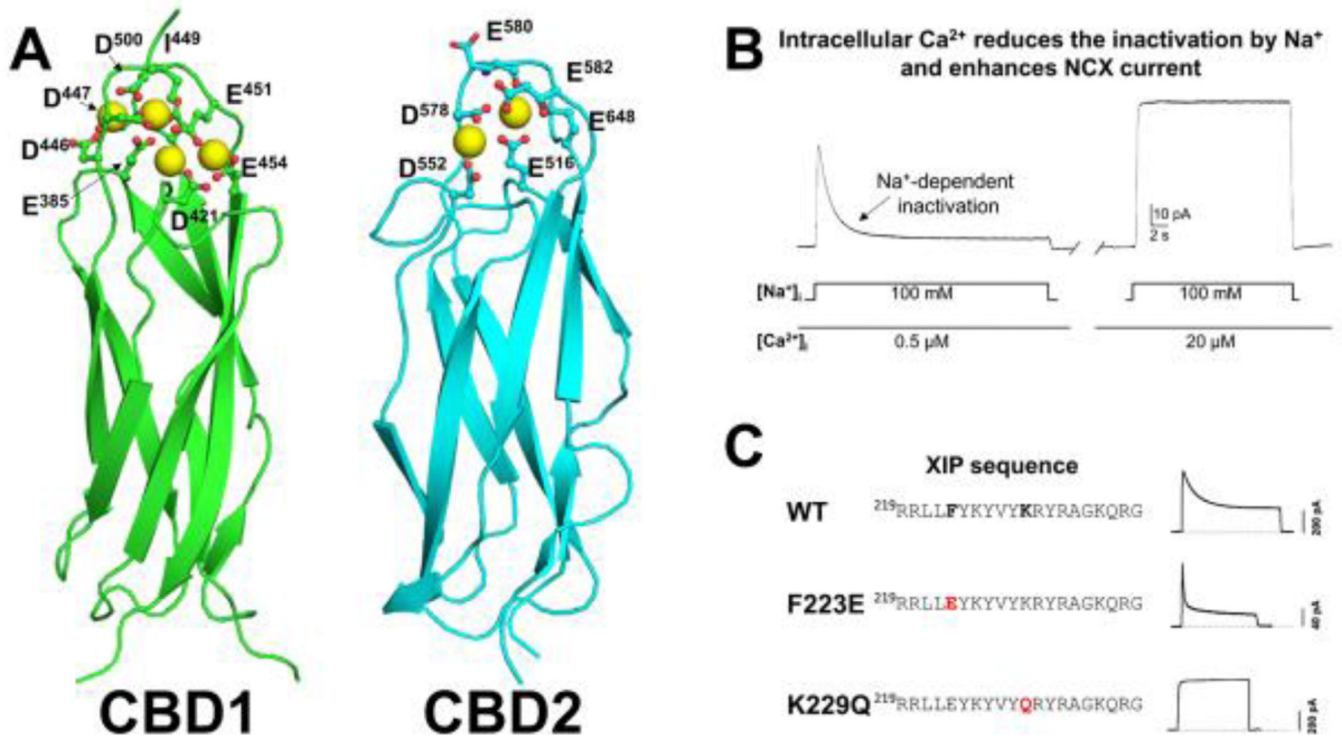 A
D500
I449
D447
E451
D446
E454
E385
D421
CBD1
E580
E582
D578
E648
D552
E516
CBD2
B
Intracellular Ca2+ reduces the inactivation by Na+
and enhances NCX current
Na+-dependent
inactivation
10 pA
2 s
[Na+]i
100 mM
100 mM
[Ca2+]i
0.5 µM
20 µM
C
XIP sequence
WT 219RRLLFYKYVYKRYRAGKQRG
200 pA
F223E 219RRLLEYKYVYKRYRAGKQRG
40 pA
K229Q 219RRLLEYKYVYQRYRAGKQRG
200 pA